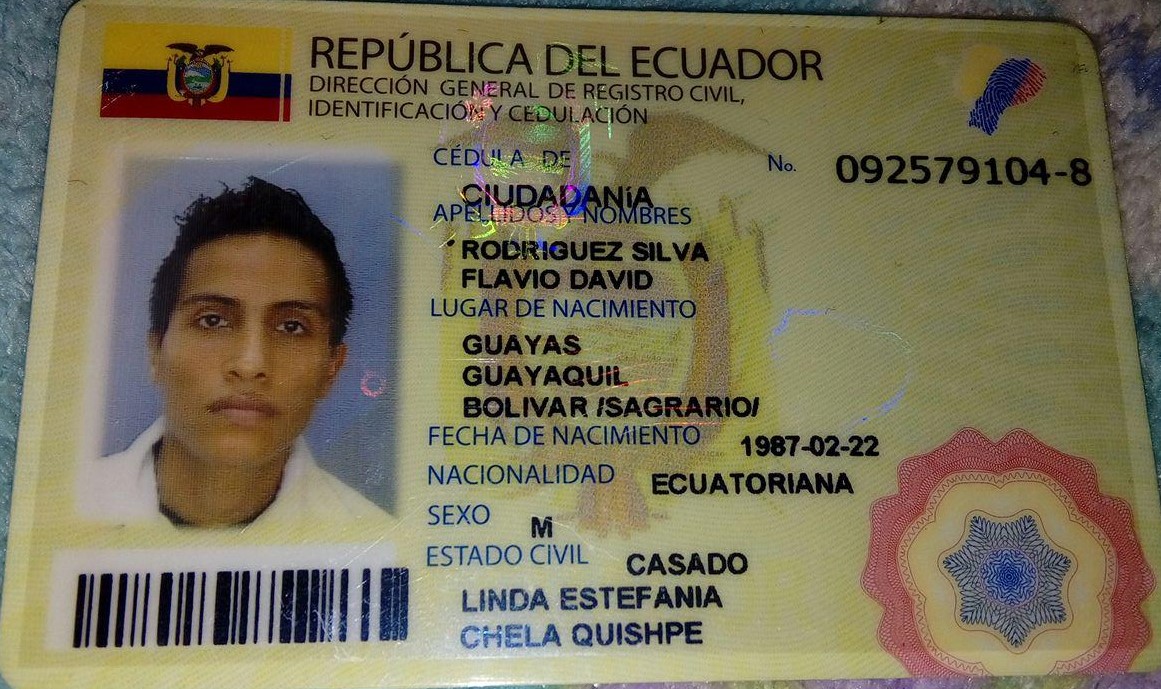 REPÚBLICA DEL ECUADOR
DIRECCIÓN GENERAL DE REGISTRO CIVIL,
IDENTIFICACIÓN Y CEDULACIÓN
CÉDULA DE No. 092579104-8
CIUDADANíA
APELLIDOS Y NOMBRES
RODRIGUEZ SILVA
FLAVIO DAVID
LUGAR DE NACIMIENTO
GUAYAS
GUAYAQUIL
BOLIVAR /SAGRARIO/
FECHA DE NACIMIENTO 1987-02-22
NACIONALIDAD ECUATORIANA
SEXO M
ESTADO CIVIL CASADO
LINDA ESTEFANIA
CHELA QUISHPE